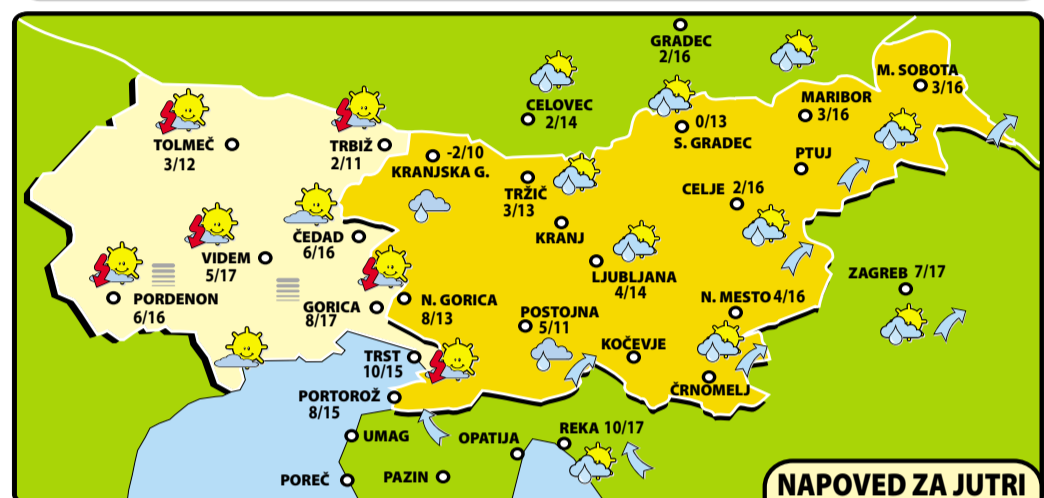 GRADEC
2/16
M. SOBOTA
3/16
CELOVEC
2/14
MARIBOR
3/16
0/13
S. GRADEC
TOLMEČ
3/12
TRBIŽ
2/11
-2/10
KRANJSKA G.
PTUJ
TRŽIČ
3/13
CELJE 2/16
ČEDAD
6/16
KRANJ
VIDEM
5/17
LJUBLJANA
4/14
ZAGREB 7/17
PORDENON
6/16
GORICA
8/17
N. GORICA
8/13
N. MESTO 4/16
POSTOJNA
5/11
KOČEVJE
TRST
10/15
ČRNOMELJ
PORTOROŽ
8/15
UMAG
OPATIJA
REKA 10/17
POREČ
PAZIN
NAPOVED ZA JUTRI